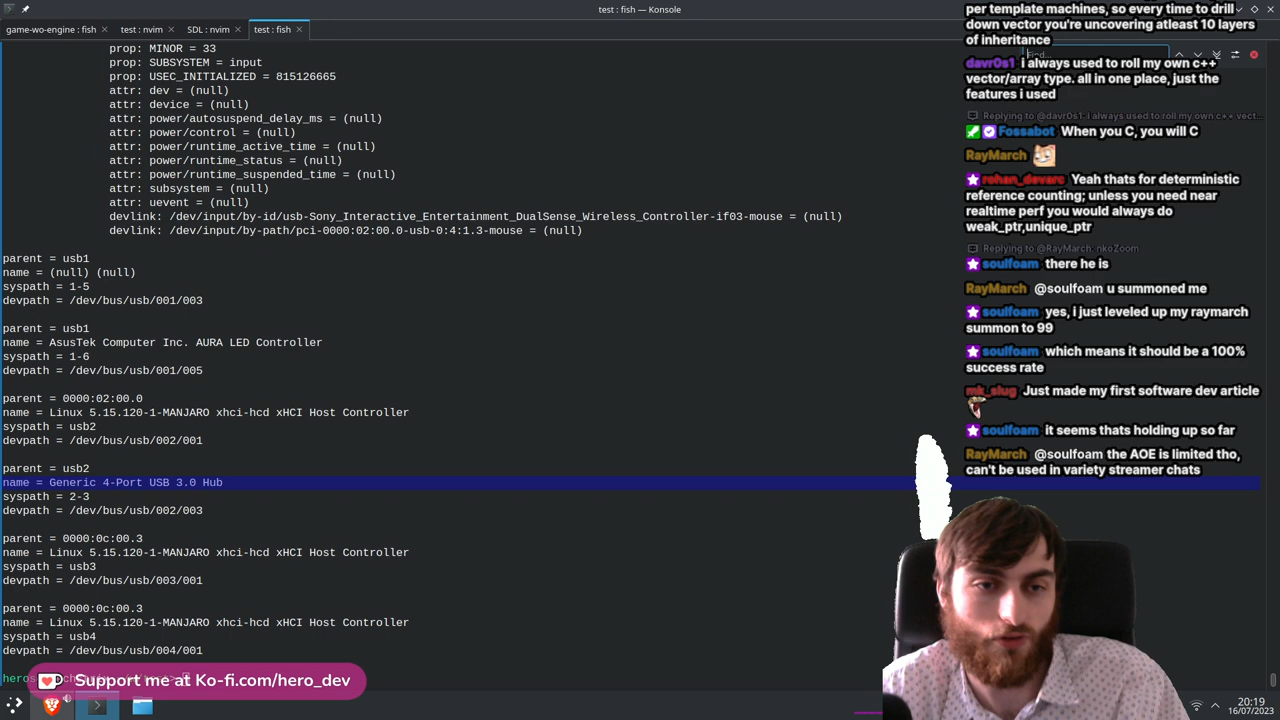 test : fish — Konsole
game-wo-engine : fish
test : nvim
SDL : nvim
test : fish
prop: MINOR = 33
prop: SUBSYSTEM = input
prop: USEC_INITIALIZED = 815126665
attr: dev = (null)
attr: device = (null)
attr: power/autosuspend_delay_ms = (null)
attr: power/control = (null)
attr: power/runtime_active_time = (null)
attr: power/runtime_status = (null)
attr: power/runtime_suspended_time = (null)
attr: subsystem = (null)
attr: uevent = (null)
devlink: /dev/input/by-id/usb-Sony_Interactive_Entertainment_DualSense_Wireless_Controller-if03-mouse = (null)
devlink: /dev/input/by-path/pci-0000:02:00.0-usb-0:4:1.3-mouse = (null)
parent = usb1
name = (null) (null)
syspath = 1-5
devpath = /dev/bus/usb/001/003
parent = usb1
name = AsusTek Computer Inc. AURA LED Controller
syspath = 1-6
devpath = /dev/bus/usb/001/005
parent = 0000:02:00.0
name = Linux 5.15.120-1-MANJARO xhci-hcd xHCI Host Controller
syspath = usb2
devpath = /dev/bus/usb/002/001
parent = usb2
name = Generic 4-Port USB 3.0 Hub
syspath = 2-3
devpath = /dev/bus/usb/002/003
parent = 0000:0c:00.3
name = Linux 5.15.120-1-MANJARO xhci-hcd xHCI Host Controller
syspath = usb3
devpath = /dev/bus/usb/003/001
parent = 0000:0c:00.3
name = Linux 5.15.120-1-MANJARO xhci-hcd xHCI Host Controller
syspath = usb4
devpath = /dev/bus/usb/004/001
Support me at Ko-fi.com/hero_dev
per template machines, so every time to drill
down vector you're uncovering atleast 10 layers
of inheritance
davr0s1 i always used to roll my own c++
vector/array type. all in one place, just the
features i used
Replying to @davr0s1: i always used to roll my own c++ vect...
Fossabot When you C, you will C
RayMarch
rohan_devarc Yeah thats for deterministic
reference counting; unless you need near
realtime perf you would always do
weak_ptr,unique_ptr
Replying to @RayMarch: nkoZoom
soulfoam there he is
RayMarch @soulfoam u summoned me
soulfoam yes, i just leveled up my raymarch
summon to 99
soulfoam which means it should be a 100%
success rate
mk_slug Just made my first software dev article
soulfoam it seems thats holding up so far
RayMarch @soulfoam the AOE is limited tho,
can't be used in variety streamer chats
20:19
16/07/2023